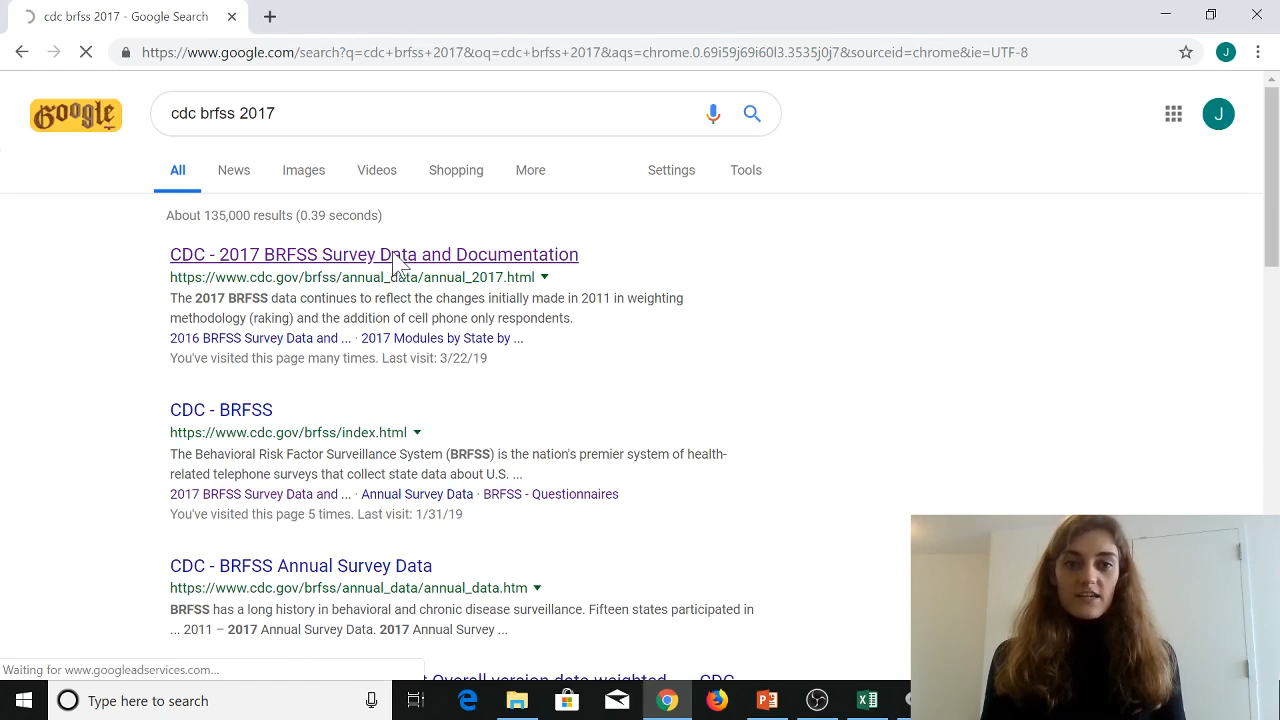 cdc brfss 2017 - Google Search
https://www.google.com/search?q=cdc+brfss+2017&oq=cdc+brfss+2017&aqs=chrome.0.69i59j69i60l3.3535j0j7&sourceid=chrome&ie=UTF-8
J
Google
cdc brfss 2017
J
All News Images Videos Shopping More Settings Tools
About 135,000 results (0.39 seconds)
CDC - 2017 BRFSS Survey Data and Documentation
https://www.cdc.gov/brfss/annual_data/annual_2017.html
The 2017 BRFSS data continues to reflect the changes initially made in 2011 in weighting
methodology (raking) and the addition of cell phone only respondents.
2016 BRFSS Survey Data and ... · 2017 Modules by State by ...
You've visited this page many times. Last visit: 3/22/19
CDC - BRFSS
https://www.cdc.gov/brfss/index.html
The Behavioral Risk Factor Surveillance System (BRFSS) is the nation's premier system of health-
related telephone surveys that collect state data about U.S. ...
2017 BRFSS Survey Data and ... · Annual Survey Data · BRFSS - Questionnaires
You've visited this page 5 times. Last visit: 1/31/19
CDC - BRFSS Annual Survey Data
https://www.cdc.gov/brfss/annual_data/annual_data.htm
BRFSS has a long history in behavioral and chronic disease surveillance. Fifteen states participated in
... 2011 – 2017 Annual Survey Data. 2017 Annual Survey ...
Overall version data weighted CDC
Waiting for www.googleadservices.com...
Type here to search